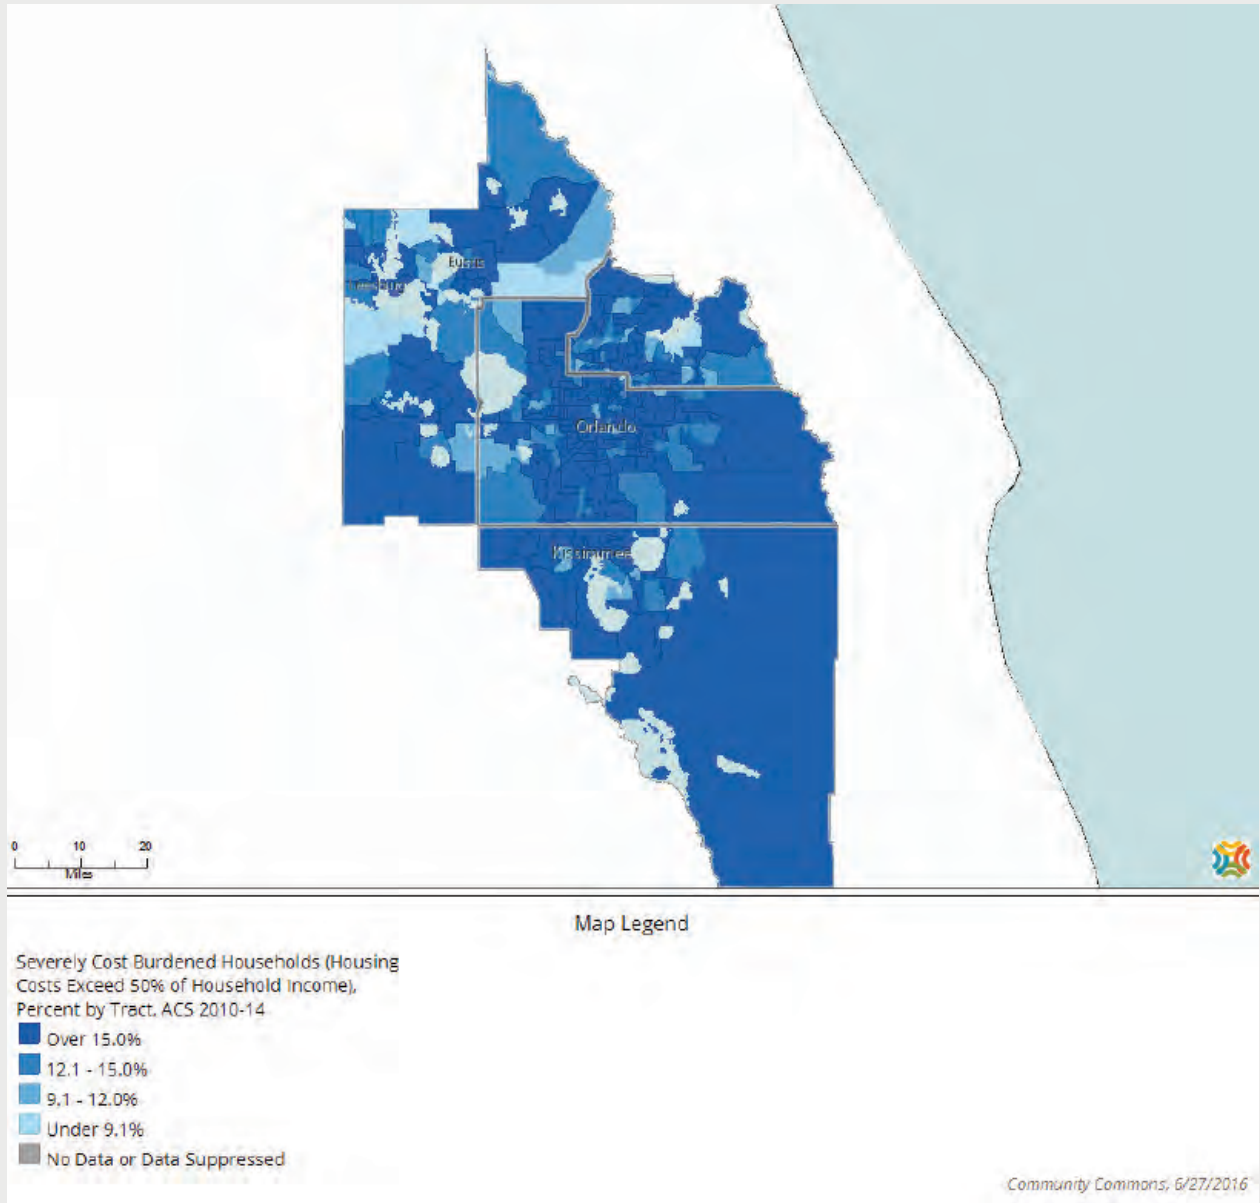 Eustis
Leesburg
Orlando
Kissimmee
0 10 20
Miles
Map Legend
Severely Cost Burdened Households (Housing
Costs Exceed 50% of Household Income),
Percent by Tract, ACS 2010-14
Over 15.0%
12.1 - 15.0%
9.1 - 12.0%
Under 9.1%
No Data or Data Suppressed
Community Commons, 6/27/2016